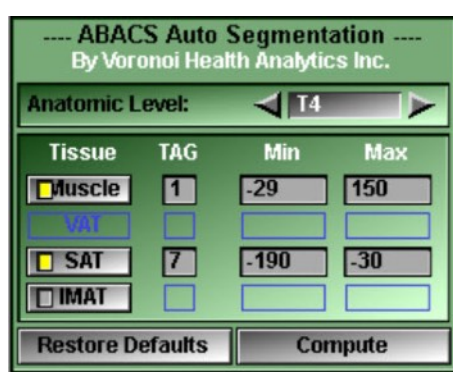 ---- ABACS Auto Segmentation ----
By Voronoi Health Analytics Inc.
Anatomic Level: T4
Tissue TAG Min Max
Muscle 1 -29 150
VAT
SAT 7 -190 -30
IMAT
Restore Defaults Compute